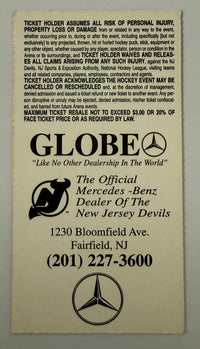 TICKET HOLDER ASSUMES ALL RISK OF PERSONAL INJURY,
PROPERTY LOSS OR DAMAGE from or related in any way to the event,
whether occurring prior to, during or after the event, including specifically (but not
exclusively) to any projected, thrown, hit or hurled hockey puck, stick, equipment or
other object, whether caused by any player, spectator, person or condition in the
Arena or its surroundings, and TICKET HOLDER WAIVES AND RELEAS-
ES ALL CLAIMS ARISING FROM ANY SUCH INJURY, against the NJ
Devils, NJ Sports & Exposition Authority, National Hockey League, visiting teams
and all related companies, players, employees, contractors and agents.
TICKET HOLDER ACKNOWLEDGES THE HOCKEY EVENT MAY BE
CANCELLED OR RESCHEDULED and, at the discretion of management,
denied admission and issued a ticket refund or new ticket to another event. Any per-
son disruptive or unruly may be ejected, denied admission, his/her ticket confiscat-
ed, and barred from future Arena events.
MAXIMUM TICKET RESALE NOT TO EXCEED $3.00 OR 20% OF
FACE TICKET PRICE OR AS REQUIRED BY LAW.
GLOBE
"Like No Other Dealership In The World"
The Official
Mercedes -Benz
Dealer Of The
New Jersey Devils
1230 Bloomfield Ave.
Fairfield, NJ
(201) 227-3600